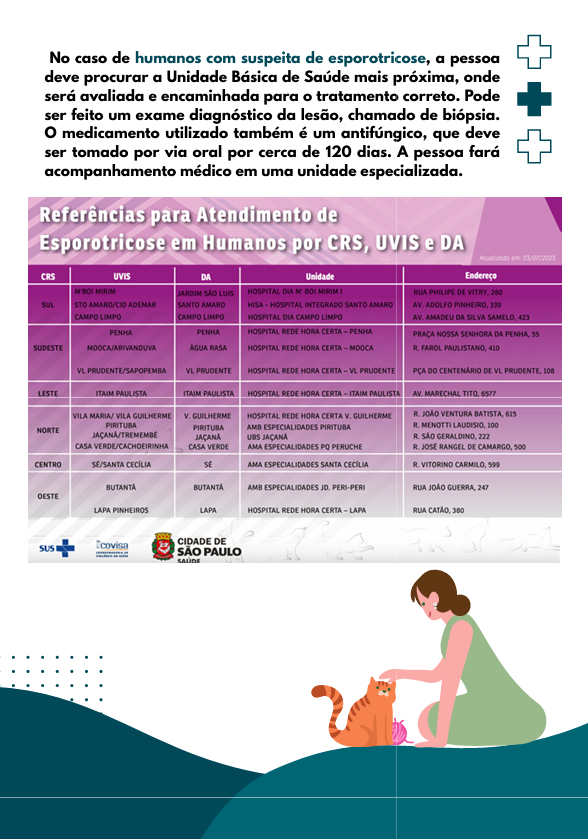 No caso de humanos com suspeita de esporotricose, a pessoa
deve procurar a Unidade Básica de Saúde mais próxima, onde
será avaliada e encaminhada para o tratamento correto. Pode
ser feito um exame diagnóstico da lesão, chamado de biópsia.
O medicamento utilizado também é um antifúngico, que deve
ser tomado por via oral por cerca de 120 dias. A pessoa fará
acompanhamento médico em uma unidade especializada.
Referências para Atendimento de
Esporotricose em Humanos por CRS, UVIS e DA
Atualizado em: 03/07/2023
CRS UVIS DA Unidade Endereço
SUL
M'BOI MIRIM JARDIM SÃO LUIS HOSPITAL DIA M' BOI MIRIM I RUA PHILIPE DE VITRY, 280
STO AMARO/CID ADEMAR SANTO AMARO HISA - HOSPITAL INTEGRADO SANTO AMARO AV. ADOLFO PINHEIRO, 339
CAMPO LIMPO CAMPO LIMPO HOSPITAL DIA CAMPO LIMPO AV. AMADEU DA SILVA SAMELO, 423
SUDESTE
PENHA PENHA HOSPITAL REDE HORA CERTA – PENHA PRAÇA NOSSA SENHORA DA PENHA, 55
MOOCA/ARIVANDUVA ÀGUA RASA HOSPITAL REDE HORA CERTA – MOOCA R. FAROL PAULISTANO, 410
VL PRUDENTE/SAPOPEMBA VL PRUDENTE HOSPITAL REDE HORA CERTA – VL PRUDENTE PÇA DO CENTENÁRIO DE VL PRUDENTE, 108
LESTE ITAIM PAULISTA ITAIM PAULISTA HOSPITAL REDE HORA CERTA – ITAIM PAULISTA AV. MARECHAL TITO, 6577
NORTE
VILA MARIA/ VILA GUILHERME V. GUILHERME HOSPITAL REDE HORA CERTA V. GUILHERME R. JOÃO VENTURA BATISTA, 615
PIRITUBA PIRITUBA AMB ESPECIALIDADES PIRITUBA R. MENOTTI LAUDISIO, 100
JAÇANÃ/TREMEMBÉ JAÇANÃ UBS JAÇANÃ R. SÃO GERALDINO, 222
CASA VERDE/CACHOEIRINHA CASA VERDE AMA ESPECIALIDADES PQ PERUCHE R. JOSÉ RANGEL DE CAMARGO, 500
CENTRO SÉ/SANTA CECÍLIA SÉ AMA ESPECIALIDADES SANTA CECÍLIA R. VITORINO CARMILO, 599
OESTE
BUTANTÃ BUTANTÃ AMB ESPECIALIDADES JD. PERI-PERI RUA JOÃO GUERRA, 247
LAPA PINHEIROS LAPA HOSPITAL REDE HORA CERTA – LAPA RUA CATÃO, 380
SUS
covisa
COORDENADORIA DE
VIGILÂNCIA EM SAÚDE
CIDADE DE
SÃO PAULO
SAÚDE